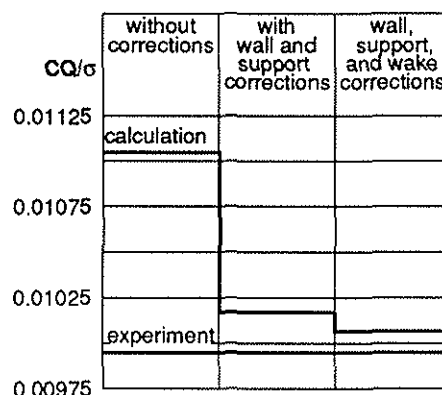 without
corrections
with
wall and
support
corrections
wall,
support,
and wake
corrections
CQ/σ
0.01125
calculation
0.01075
0.01025
experiment
0.00975